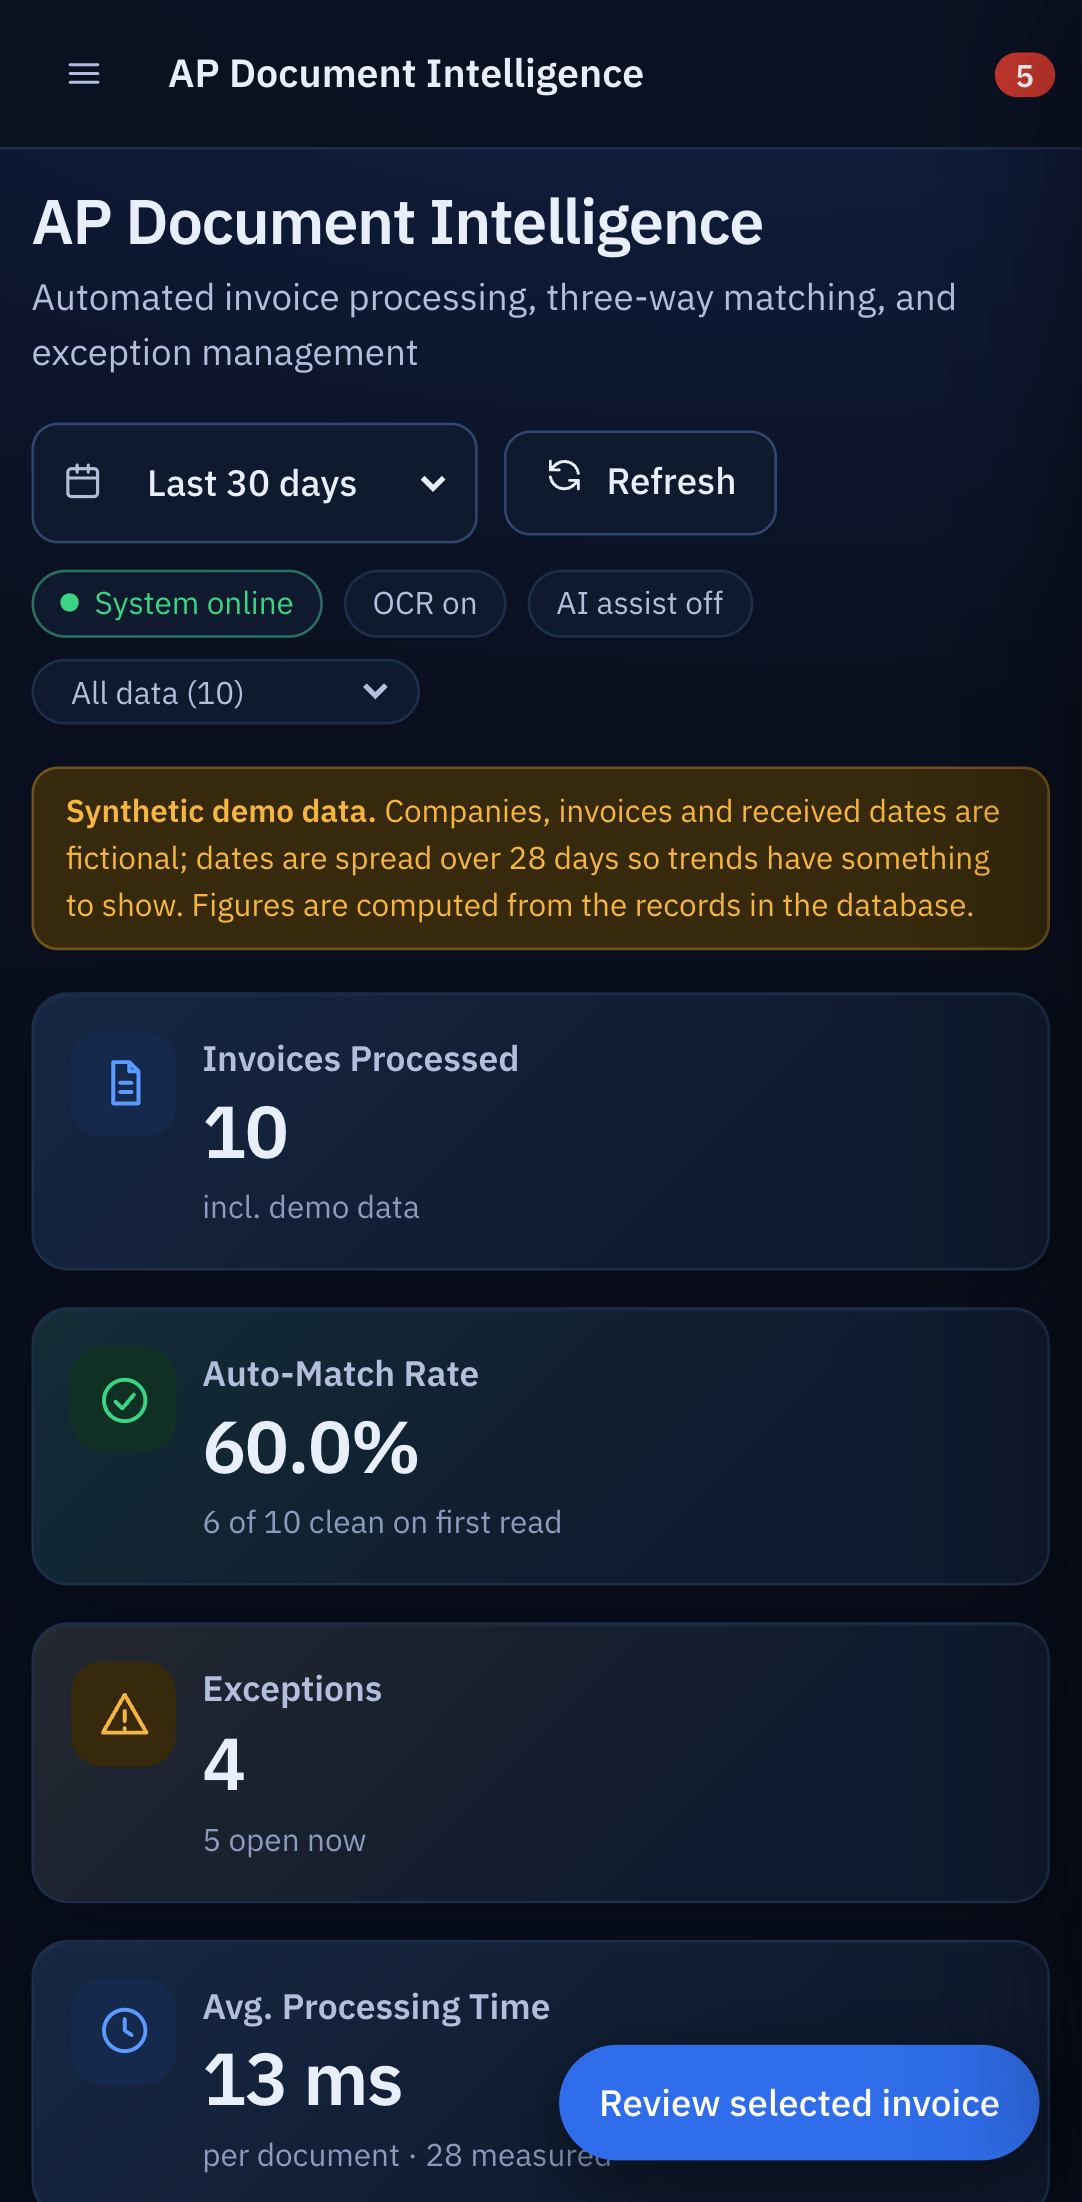 AP Document Intelligence
5
AP Document Intelligence
Automated invoice processing, three-way matching, and
exception management
Last 30 days
Refresh
System online
OCR on
AI assist off
All data (10)
Synthetic demo data. Companies, invoices and received dates are
fictional; dates are spread over 28 days so trends have something
to show. Figures are computed from the records in the database.
Invoices Processed
10
incl. demo data
Auto-Match Rate
60.0%
6 of 10 clean on first read
Exceptions
4
5 open now
Avg. Processing Time
13 ms
Review selected invoice
per document · 28 measured